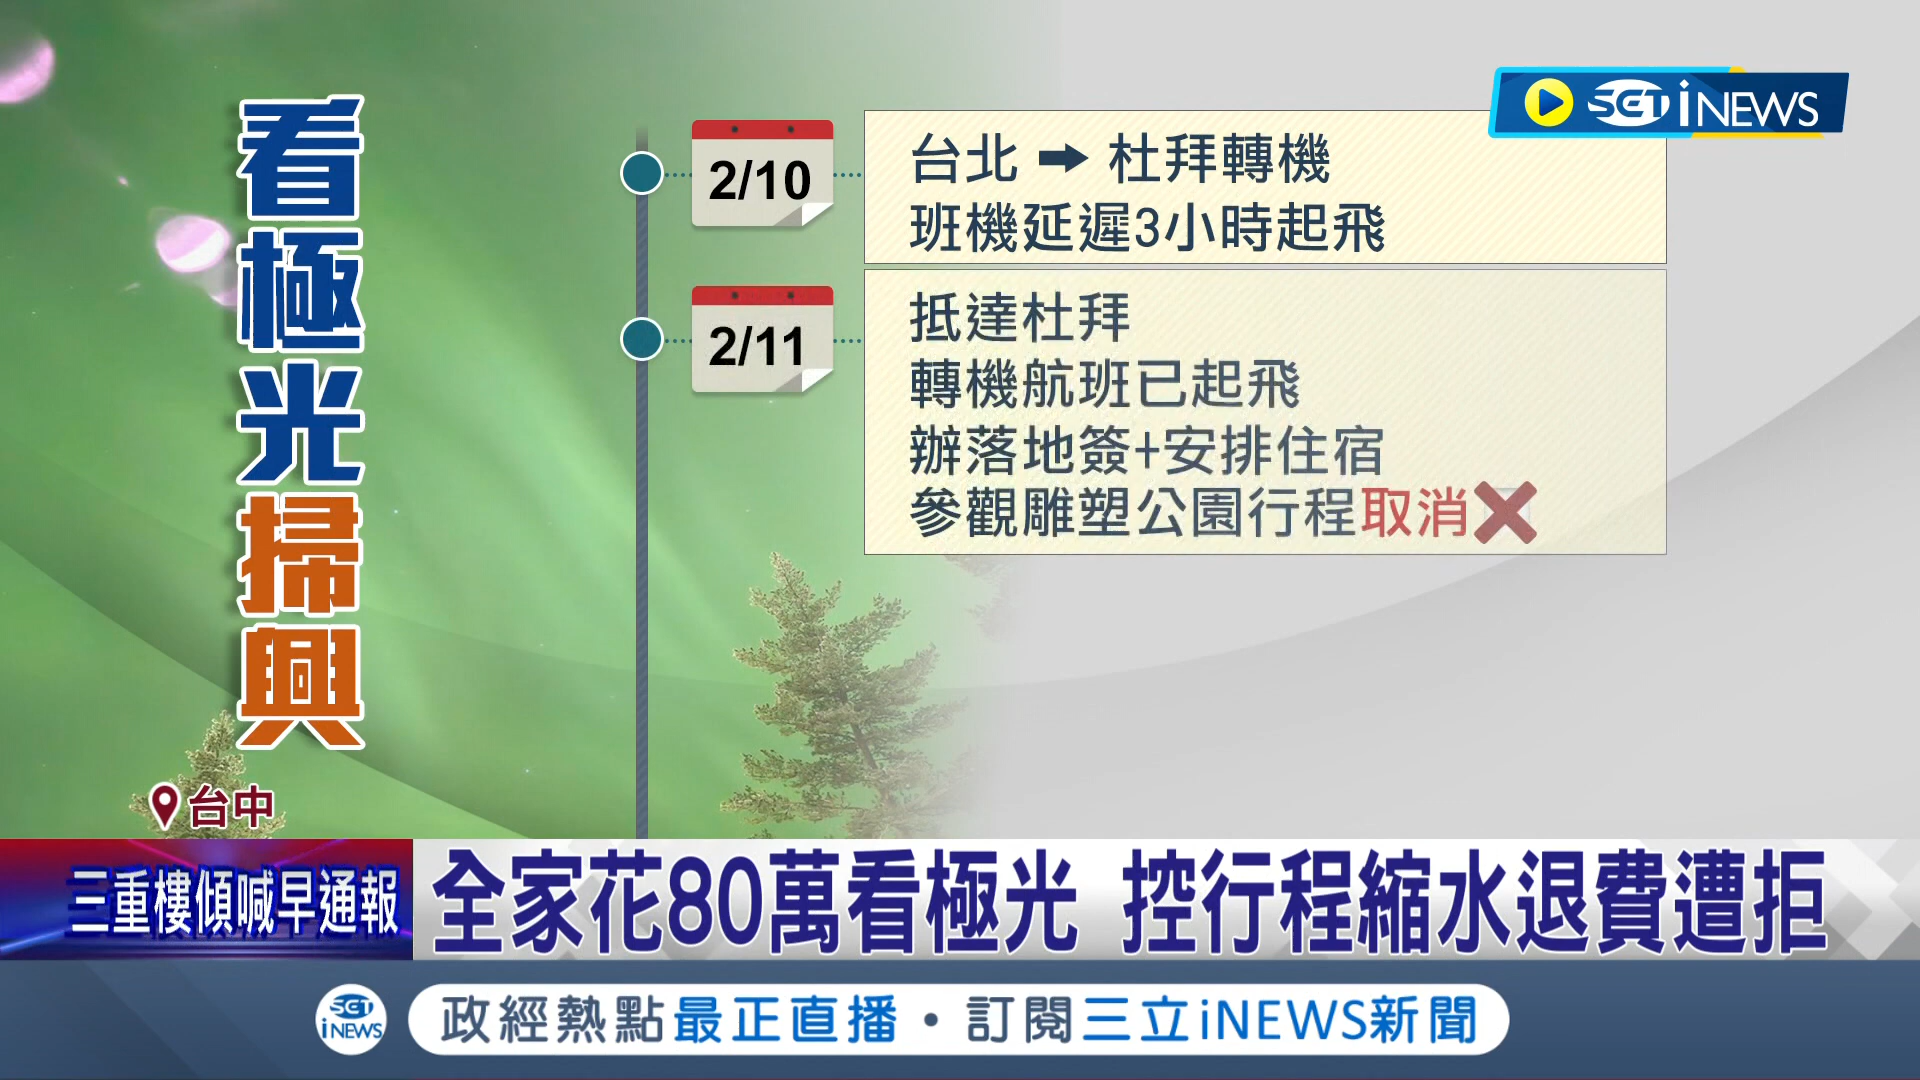 SET iNEWS
看極光掃興
2/10
台北➡杜拜轉機
班機延遲3小時起飛
2/11
抵達杜拜
轉機航班已起飛
辦落地簽+安排住宿
參觀雕塑公園行程取消❌
台中
三重樓傾喊早通報
全家花80萬看極光 控行程縮水退費遭拒
SET iNEWS
政經熱點最正直播・訂閱三立iNEWS新聞